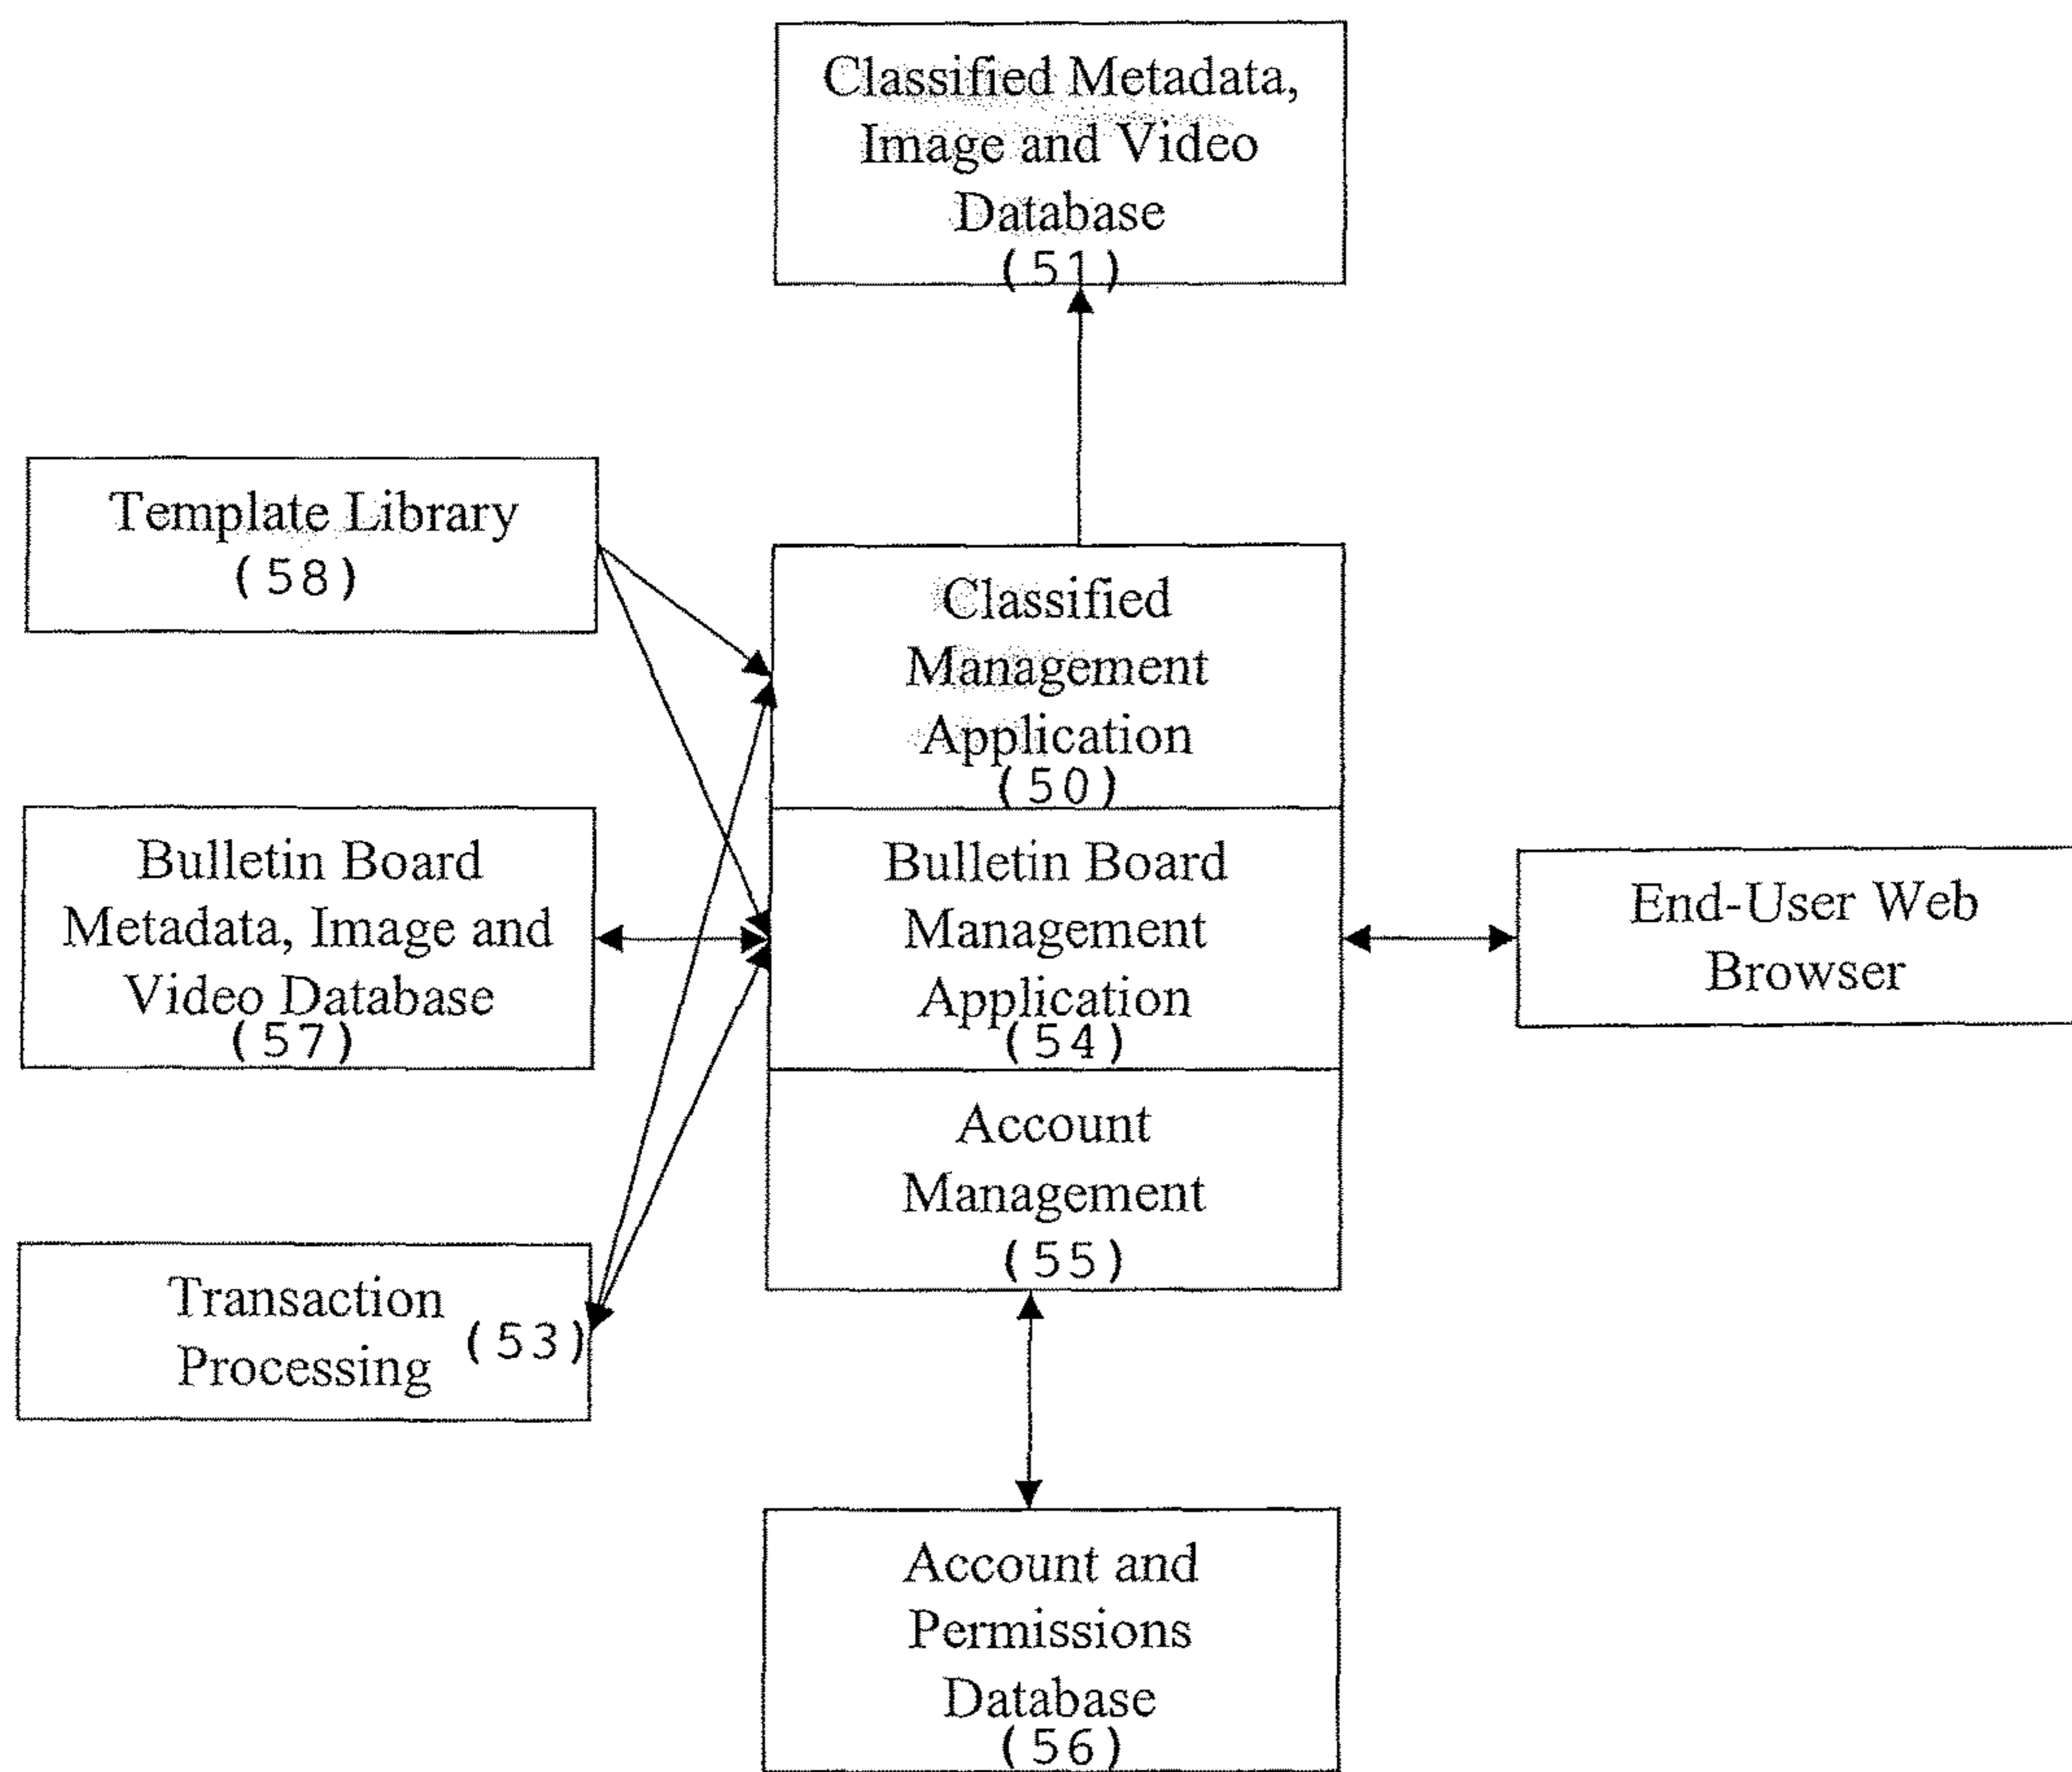 Classified Metadata,
Image and Video
Database
(51)
Template Library
(58)
Classified
Management
Application
(50)
Bulletin Board
Metadata, Image and
Video Database
(57)
Bulletin Board
Management
Application
(54)
End-User Web
Browser
Account
Management
(55)
Transaction
Processing (53)
Account and
Permissions
Database
(56)